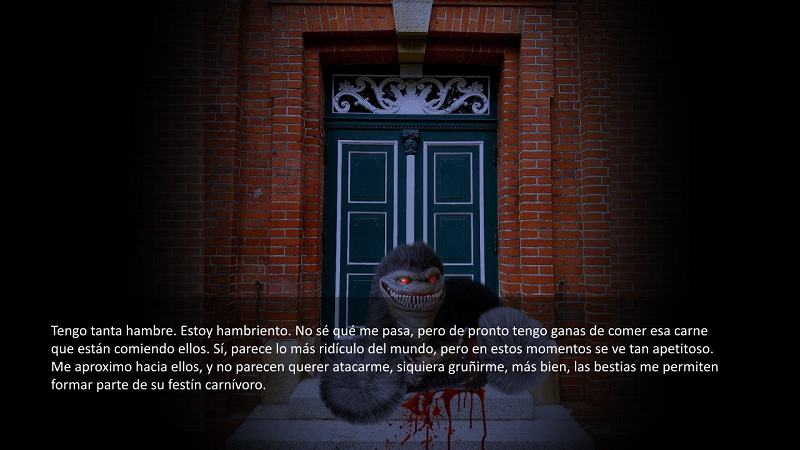 Tengo tanta hambre. Estoy hambriento. No sé qué me pasa, pero de pronto tengo ganas de comer esa carne
que están comiendo ellos. Sí, parece lo más ridículo del mundo, pero en estos momentos se ve tan apetitoso.
Me aproximo hacia ellos, y no parecen querer atacarme, siquiera gruñirme, más bien, las bestias me permiten
formar parte de su festín carnívoro.